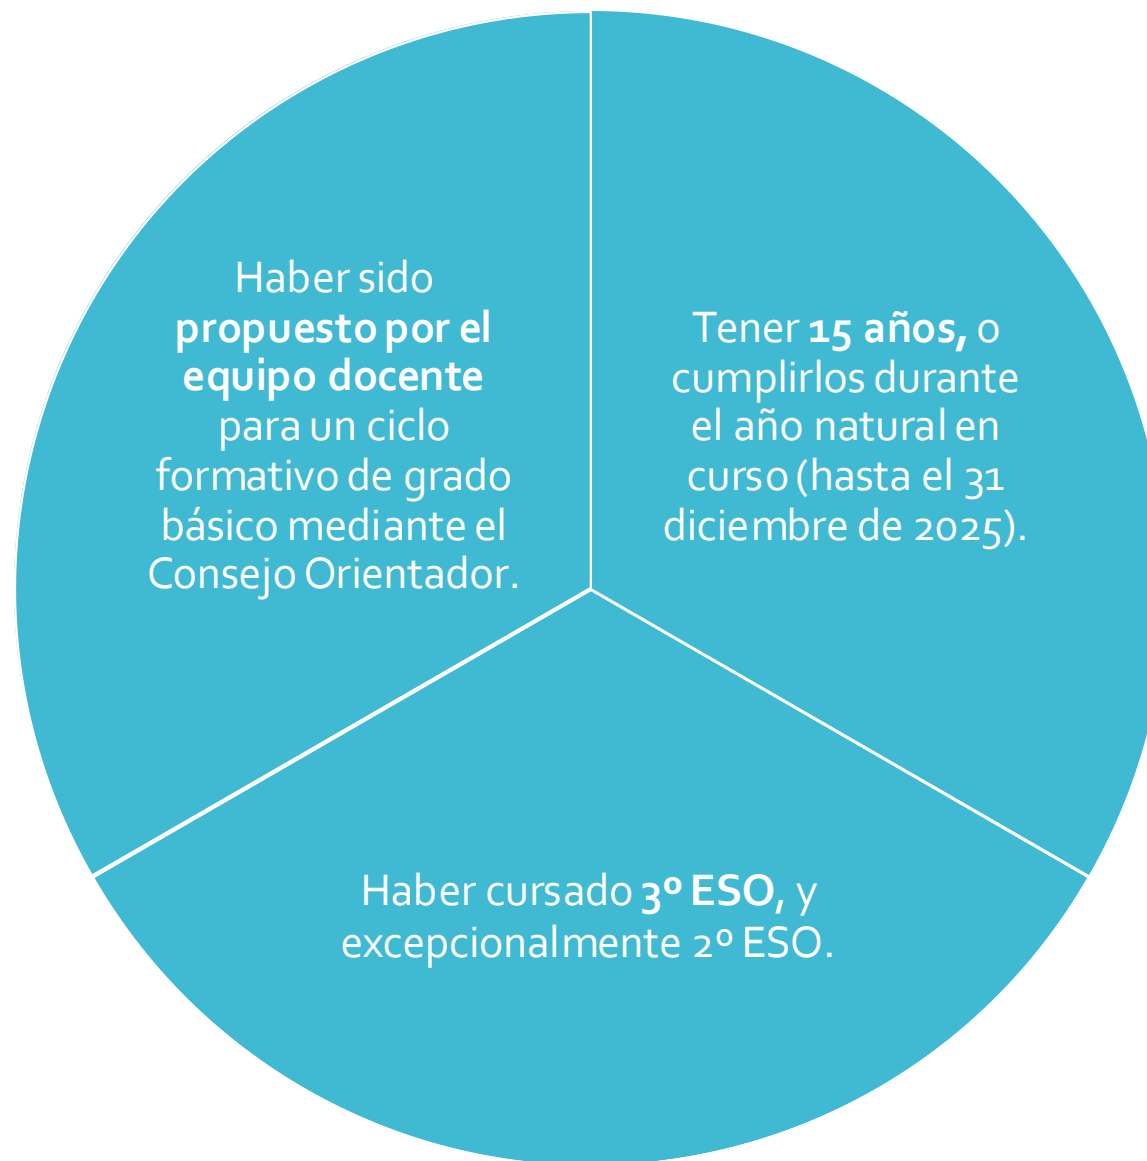 Haber sido
propuesto por el
equipo docente
para un ciclo
formativo de grado
básico mediante el
Consejo Orientador.
Tener 15 años, o
cumplirlos durante
el año natural en
curso (hasta el 31
diciembre de 2025).
Haber cursado 3º ESO, y
excepcionalmente 2º ESO.